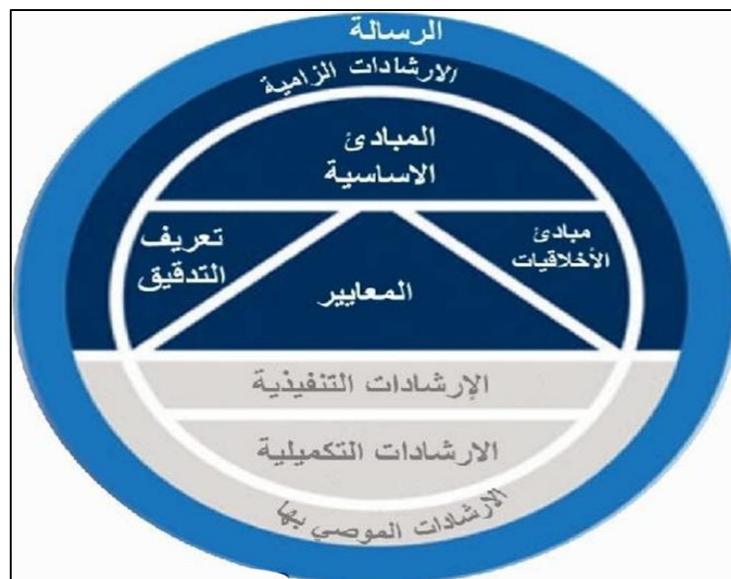 الرسالة
الارشادات الزامية
المبادئ
الاساسية
مبادئ
الأخلاقيات
تعريف
التدقيق
المعايير
الإرشادات التنفيذية
الارشادات التكميلية
الارشادات الموصي بها